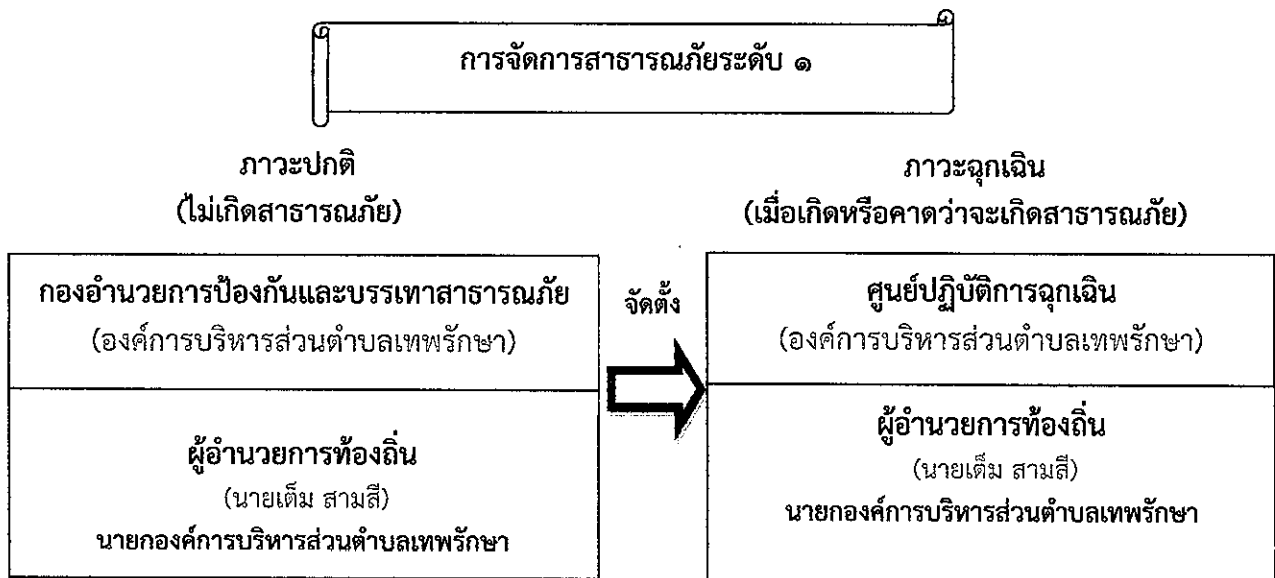 การจัดการสาธารณภัยระดับ ๑
ภาวะปกติ
(ไม่เกิดสาธารณภัย)
ภาวะฉุกเฉิน
(เมื่อเกิดหรือคาดว่าจะเกิดสาธารณภัย)
กองอำนวยการป้องกันและบรรเทาสาธารณภัย
(องค์การบริหารส่วนตำบลเทพรักษา)
ผู้อำนวยการท้องถิ่น
(นายเต็ม สามสี)
นายกองค์การบริหารส่วนตำบลเทพรักษา
จัดตั้ง
ศูนย์ปฏิบัติการฉุกเฉิน
(องค์การบริหารส่วนตำบลเทพรักษา)
ผู้อำนวยการท้องถิ่น
(นายเต็ม สามสี)
นายกองค์การบริหารส่วนตำบลเทพรักษา